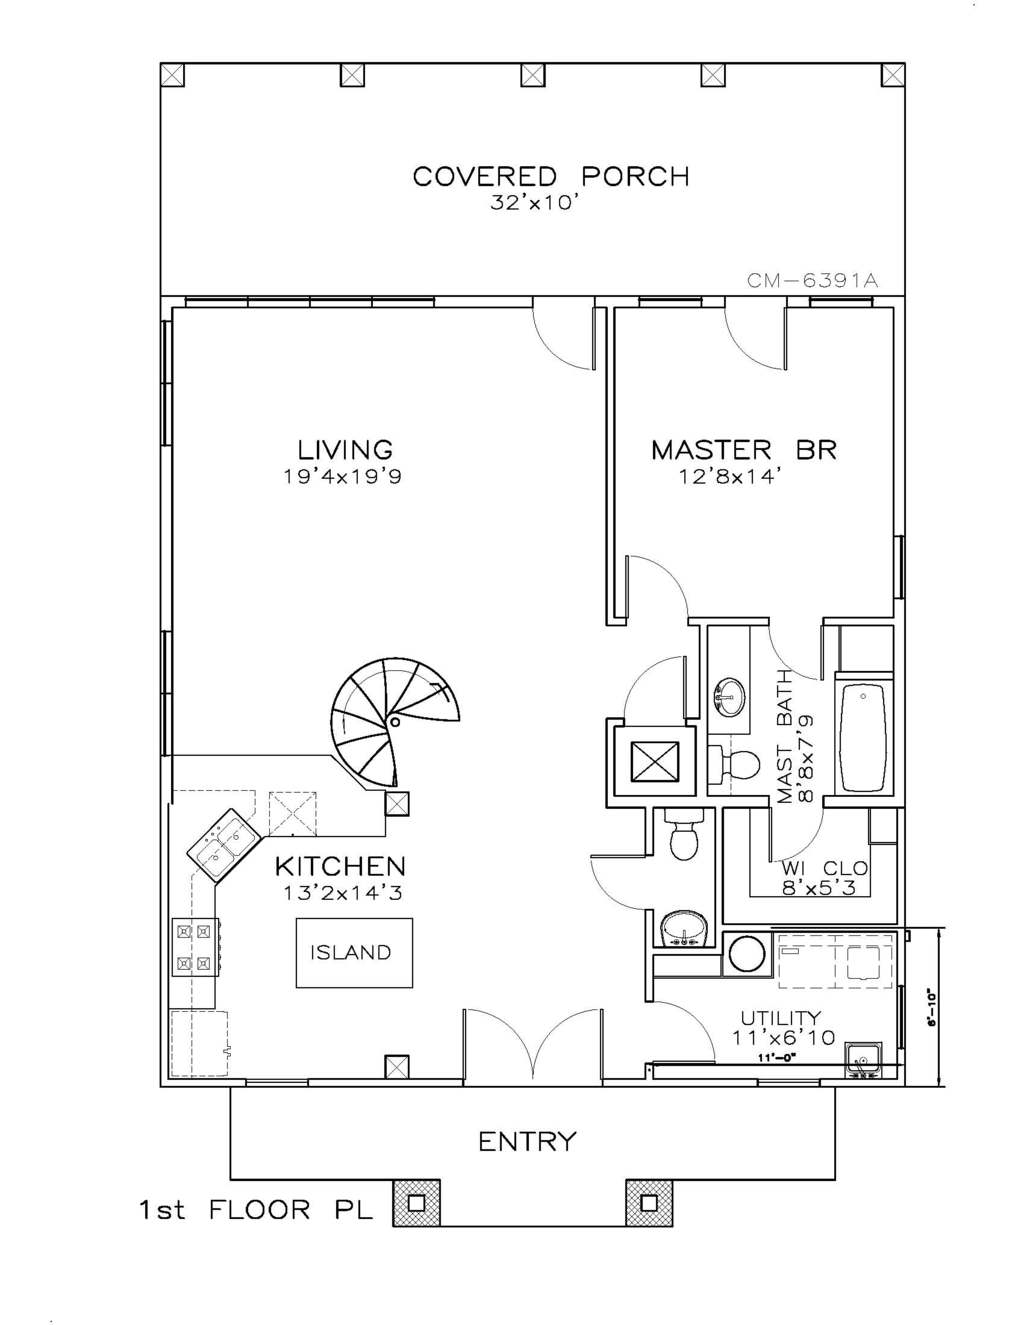 COVERED PORCH
32'x10'
CM-6391A
LIVING
19'4x19'9
MASTER BR
12'8x14'
MAST BATH
8'8x7'9
KITCHEN
13'2x14'3
WI CLO
8'x5'3
ISLAND
UTILITY
11'x6'10
11'-0"
6'-10"
ENTRY
1st FLOOR PL